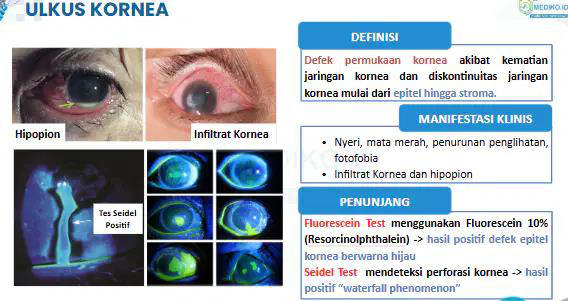 ULKUS KORNEA
MEDIKO.ID
DEFINISI
Defek permukaan kornea akibat kematian
jaringan kornea dan diskontinuitas jaringan
kornea mulai dari epitel hingga stroma.
Hipopion
Infiltrat Kornea
MANIFESTASI KLINIS
• Nyeri, mata merah, penurunan penglihatan,
fotofobia
• Infiltrat Kornea dan hipopion
Tes Seidel
Positif
PENUNJANG
Fluorescein Test menggunakan Fluorescein 10%
(Resorcinolphthalein) -> hasil positif defek epitel
kornea berwarna hijau
Seidel Test mendeteksi perforasi kornea -> hasil
positif “waterfall phenomenon”